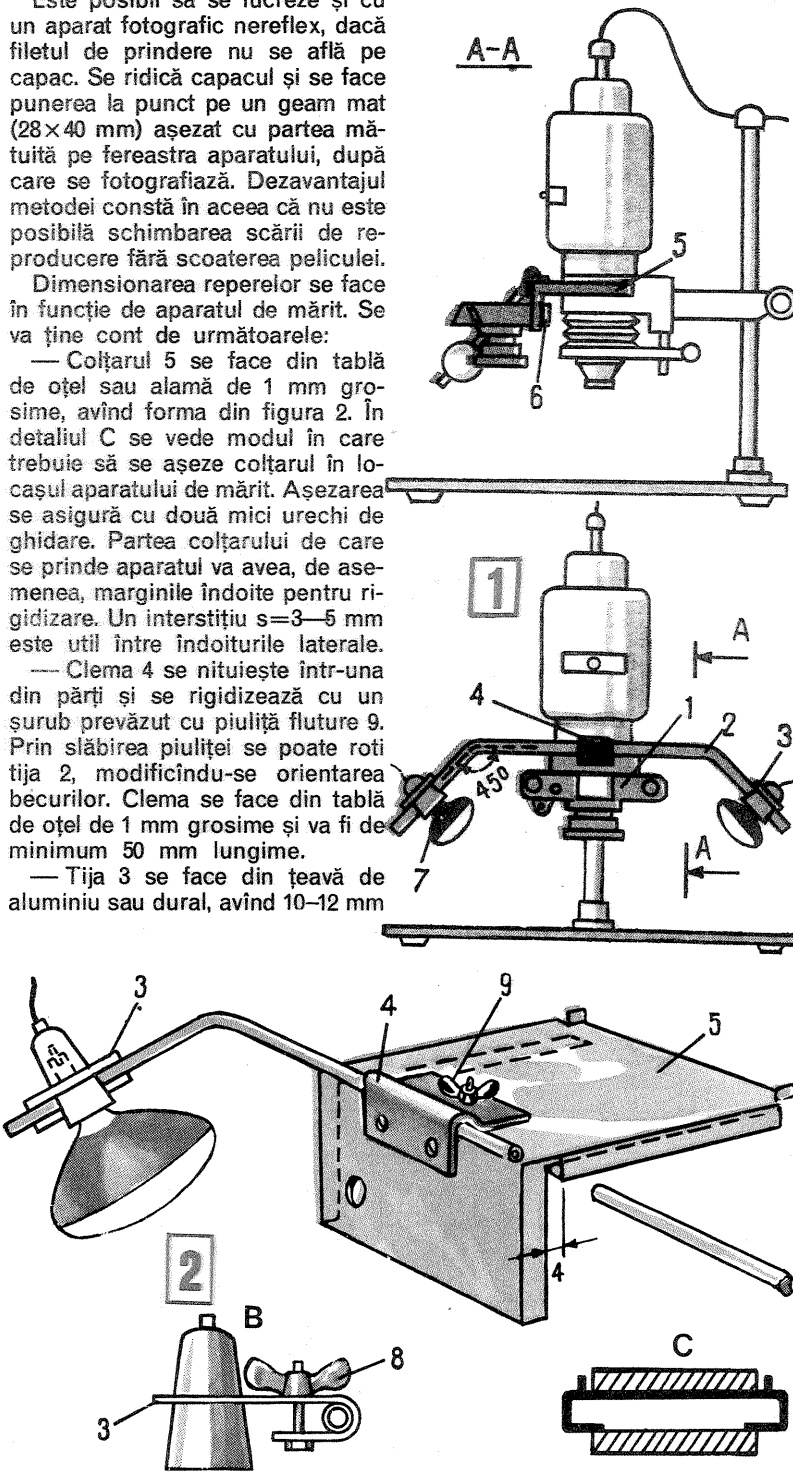 Este posibil să se lucreze și cu
un aparat fotografic nereflex, dacă
filetul de prindere nu se află pe
capac. Se ridică capacul și se face
punerea la punct pe un geam mat
(28×40 mm) așezat cu partea mă-
tuită pe fereastra aparatului, după
care se fotografiază. Dezavantajul
metodei constă în aceea că nu este
posibilă schimbarea scării de re-
producere fără scoaterea peliculei.
Dimensionarea reperelor se face
în funcție de aparatul de mărit. Se
va ține cont de următoarele:
— Colțarul 5 se face din tablă
de oțel sau alamă de 1 mm gro-
sime, avînd forma din figura 2. În
detaliul C se vede modul în care
trebuie să se așeze colțarul în lo-
cașul aparatului de mărit. Așezarea
se asigură cu două mici urechi de
ghidare. Partea colțarului de care
se prinde aparatul va avea, de ase-
menea, marginile îndoite pentru ri-
gidizare. Un interstițiu s=3—5 mm
este util între îndoiturile laterale.
— Clema 4 se nituiește într-una
din părți și se rigidizează cu un
șurub prevăzut cu piuliță fluture 9.
Prin slăbirea piuliței se poate roti
tija 2, modificîndu-se orientarea
becurilor. Clema se face din tablă
de oțel de 1 mm grosime și va fi de
minimum 50 mm lungime.
— Tija 3 se face din țeavă de
aluminiu sau dural, avînd 10–12 mm
A-A
5
6
1
A
4
1
2
3
45°
7
A
3
4
9
5
4
2
B
8
3
C